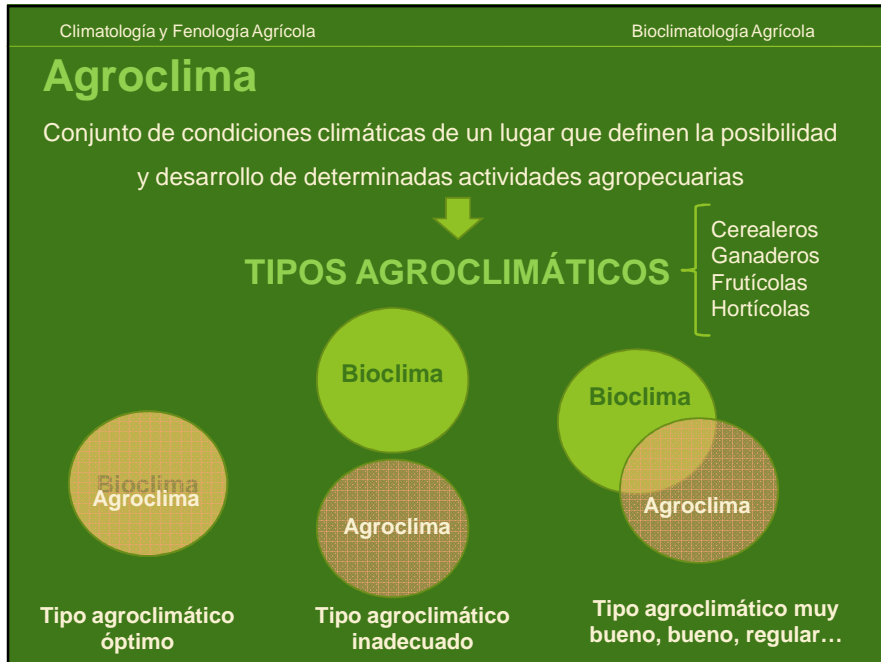 Climatología y Fenología Agrícola
Bioclimatología Agrícola
Agroclima
Conjunto de condiciones climáticas de un lugar que definen la posibilidad
y desarrollo de determinadas actividades agropecuarias
TIPOS AGROCLIMÁTICOS
Cerealeros
Ganaderos
Frutícolas
Hortícolas
Bioclima
Agroclima
Tipo agroclimático
óptimo
Bioclima
Agroclima
Tipo agroclimático
inadecuado
Bioclima
Agroclima
Tipo agroclimático muy
bueno, bueno, regular…